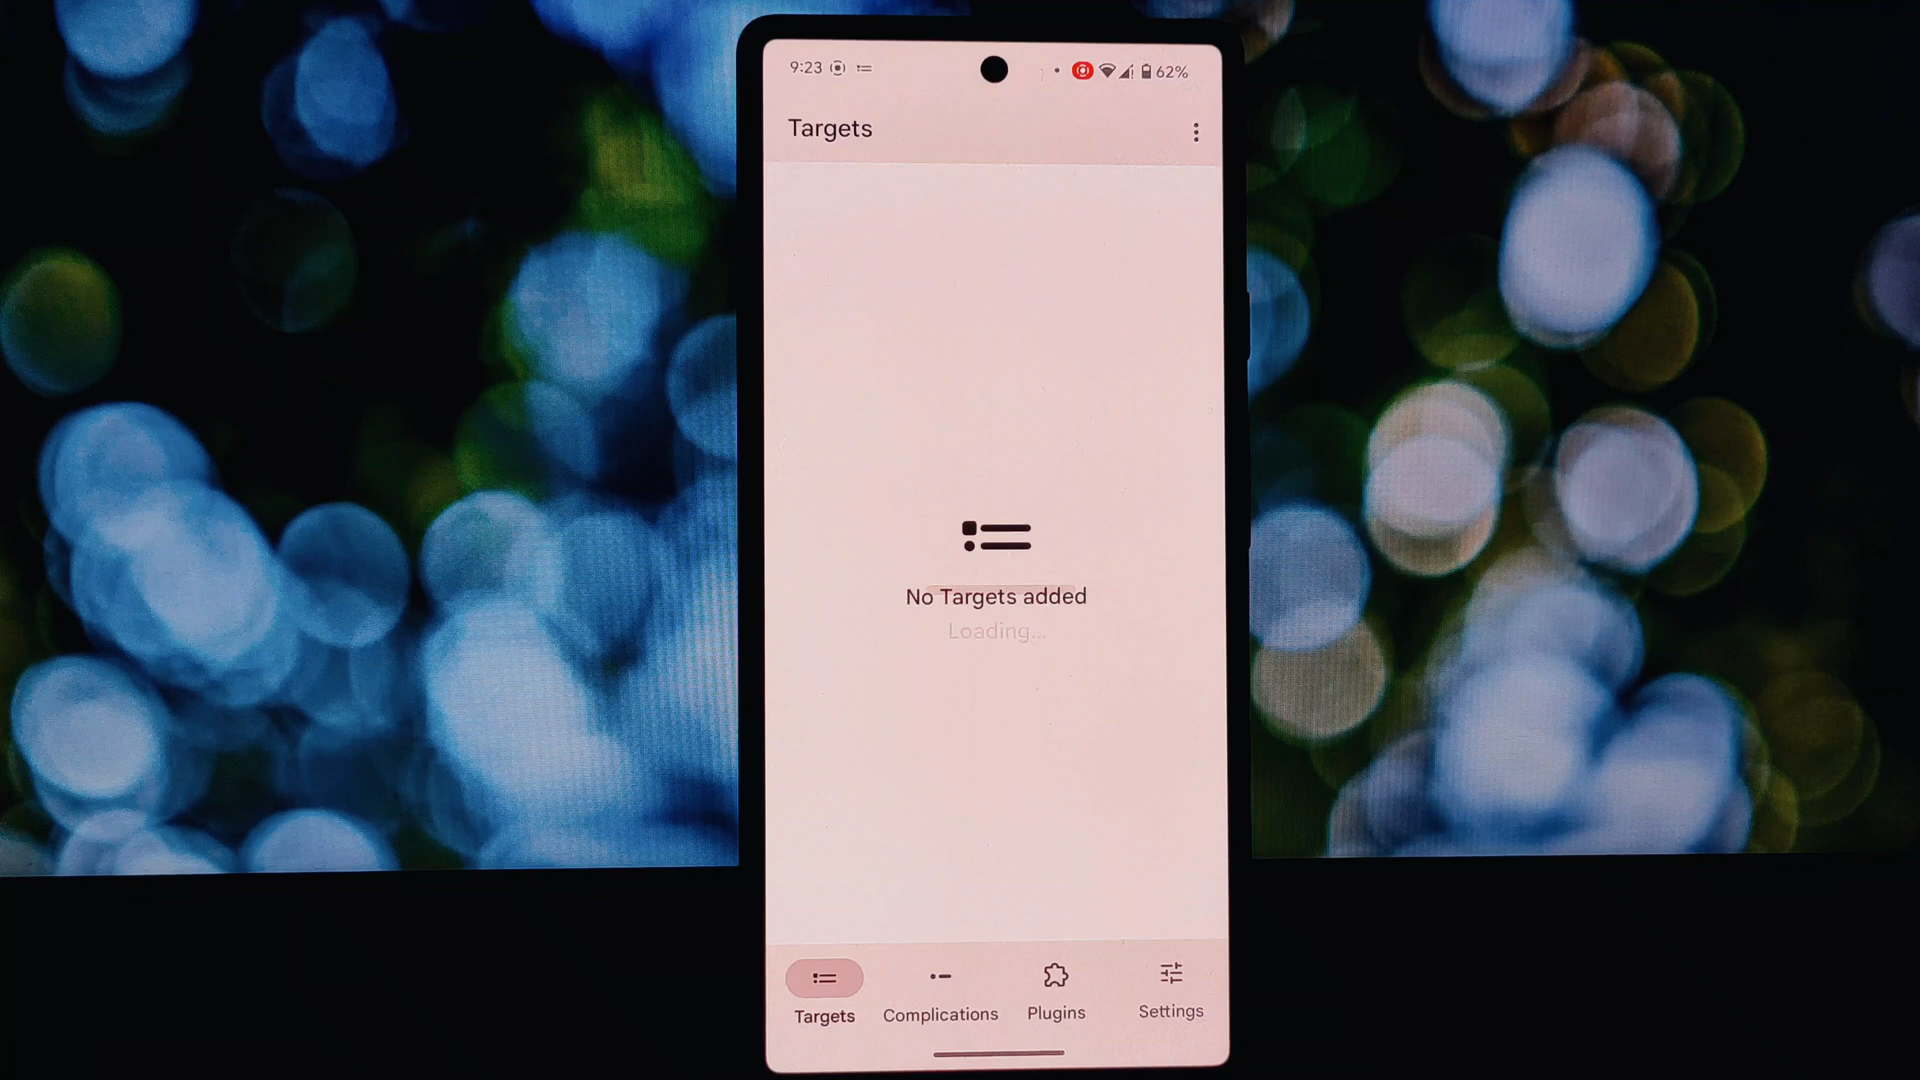 9:23 62%
Targets
No Targets added
Loading...
Targets Complications Plugins Settings